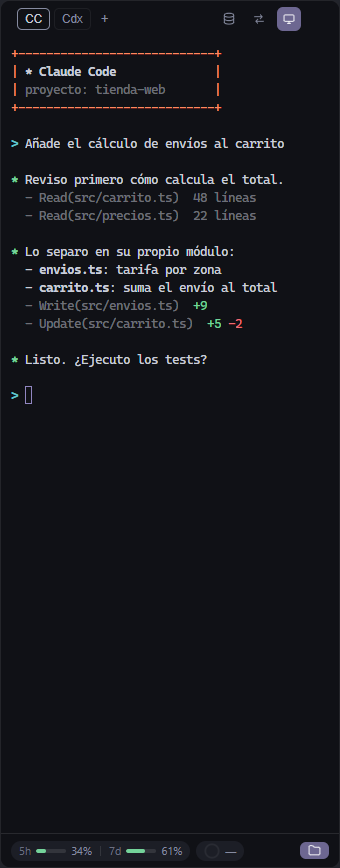 CC Cdx +
* Claude Code
proyecto: tienda-web
> Añade el cálculo de envíos al carrito
* Reviso primero cómo calcula el total.
– Read(src/carrito.ts) 48 líneas
– Read(src/precios.ts) 22 líneas
* Lo separo en su propio módulo:
– envios.ts: tarifa por zona
– carrito.ts: suma el envío al total
– Write(src/envios.ts) +9
– Update(src/carrito.ts) +5 −2
* Listo. ¿Ejecuto los tests?
>
5h 34% 7d 61% —